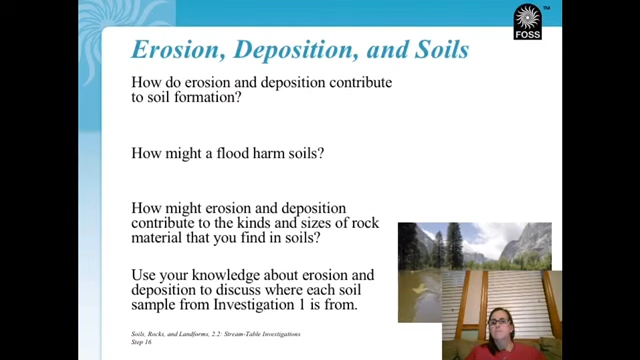 FOSS
TM
Erosion, Deposition, and Soils
How do erosion and deposition contribute
to soil formation?
How might a flood harm soils?
How might erosion and deposition
contribute to the kinds and sizes of rock
material that you find in soils?
Use your knowledge about erosion and
deposition to discuss where each soil
sample from Investigation 1 is from.
Soils, Rocks, and Landforms, 2.2: Stream-Table Investigations
Step 16